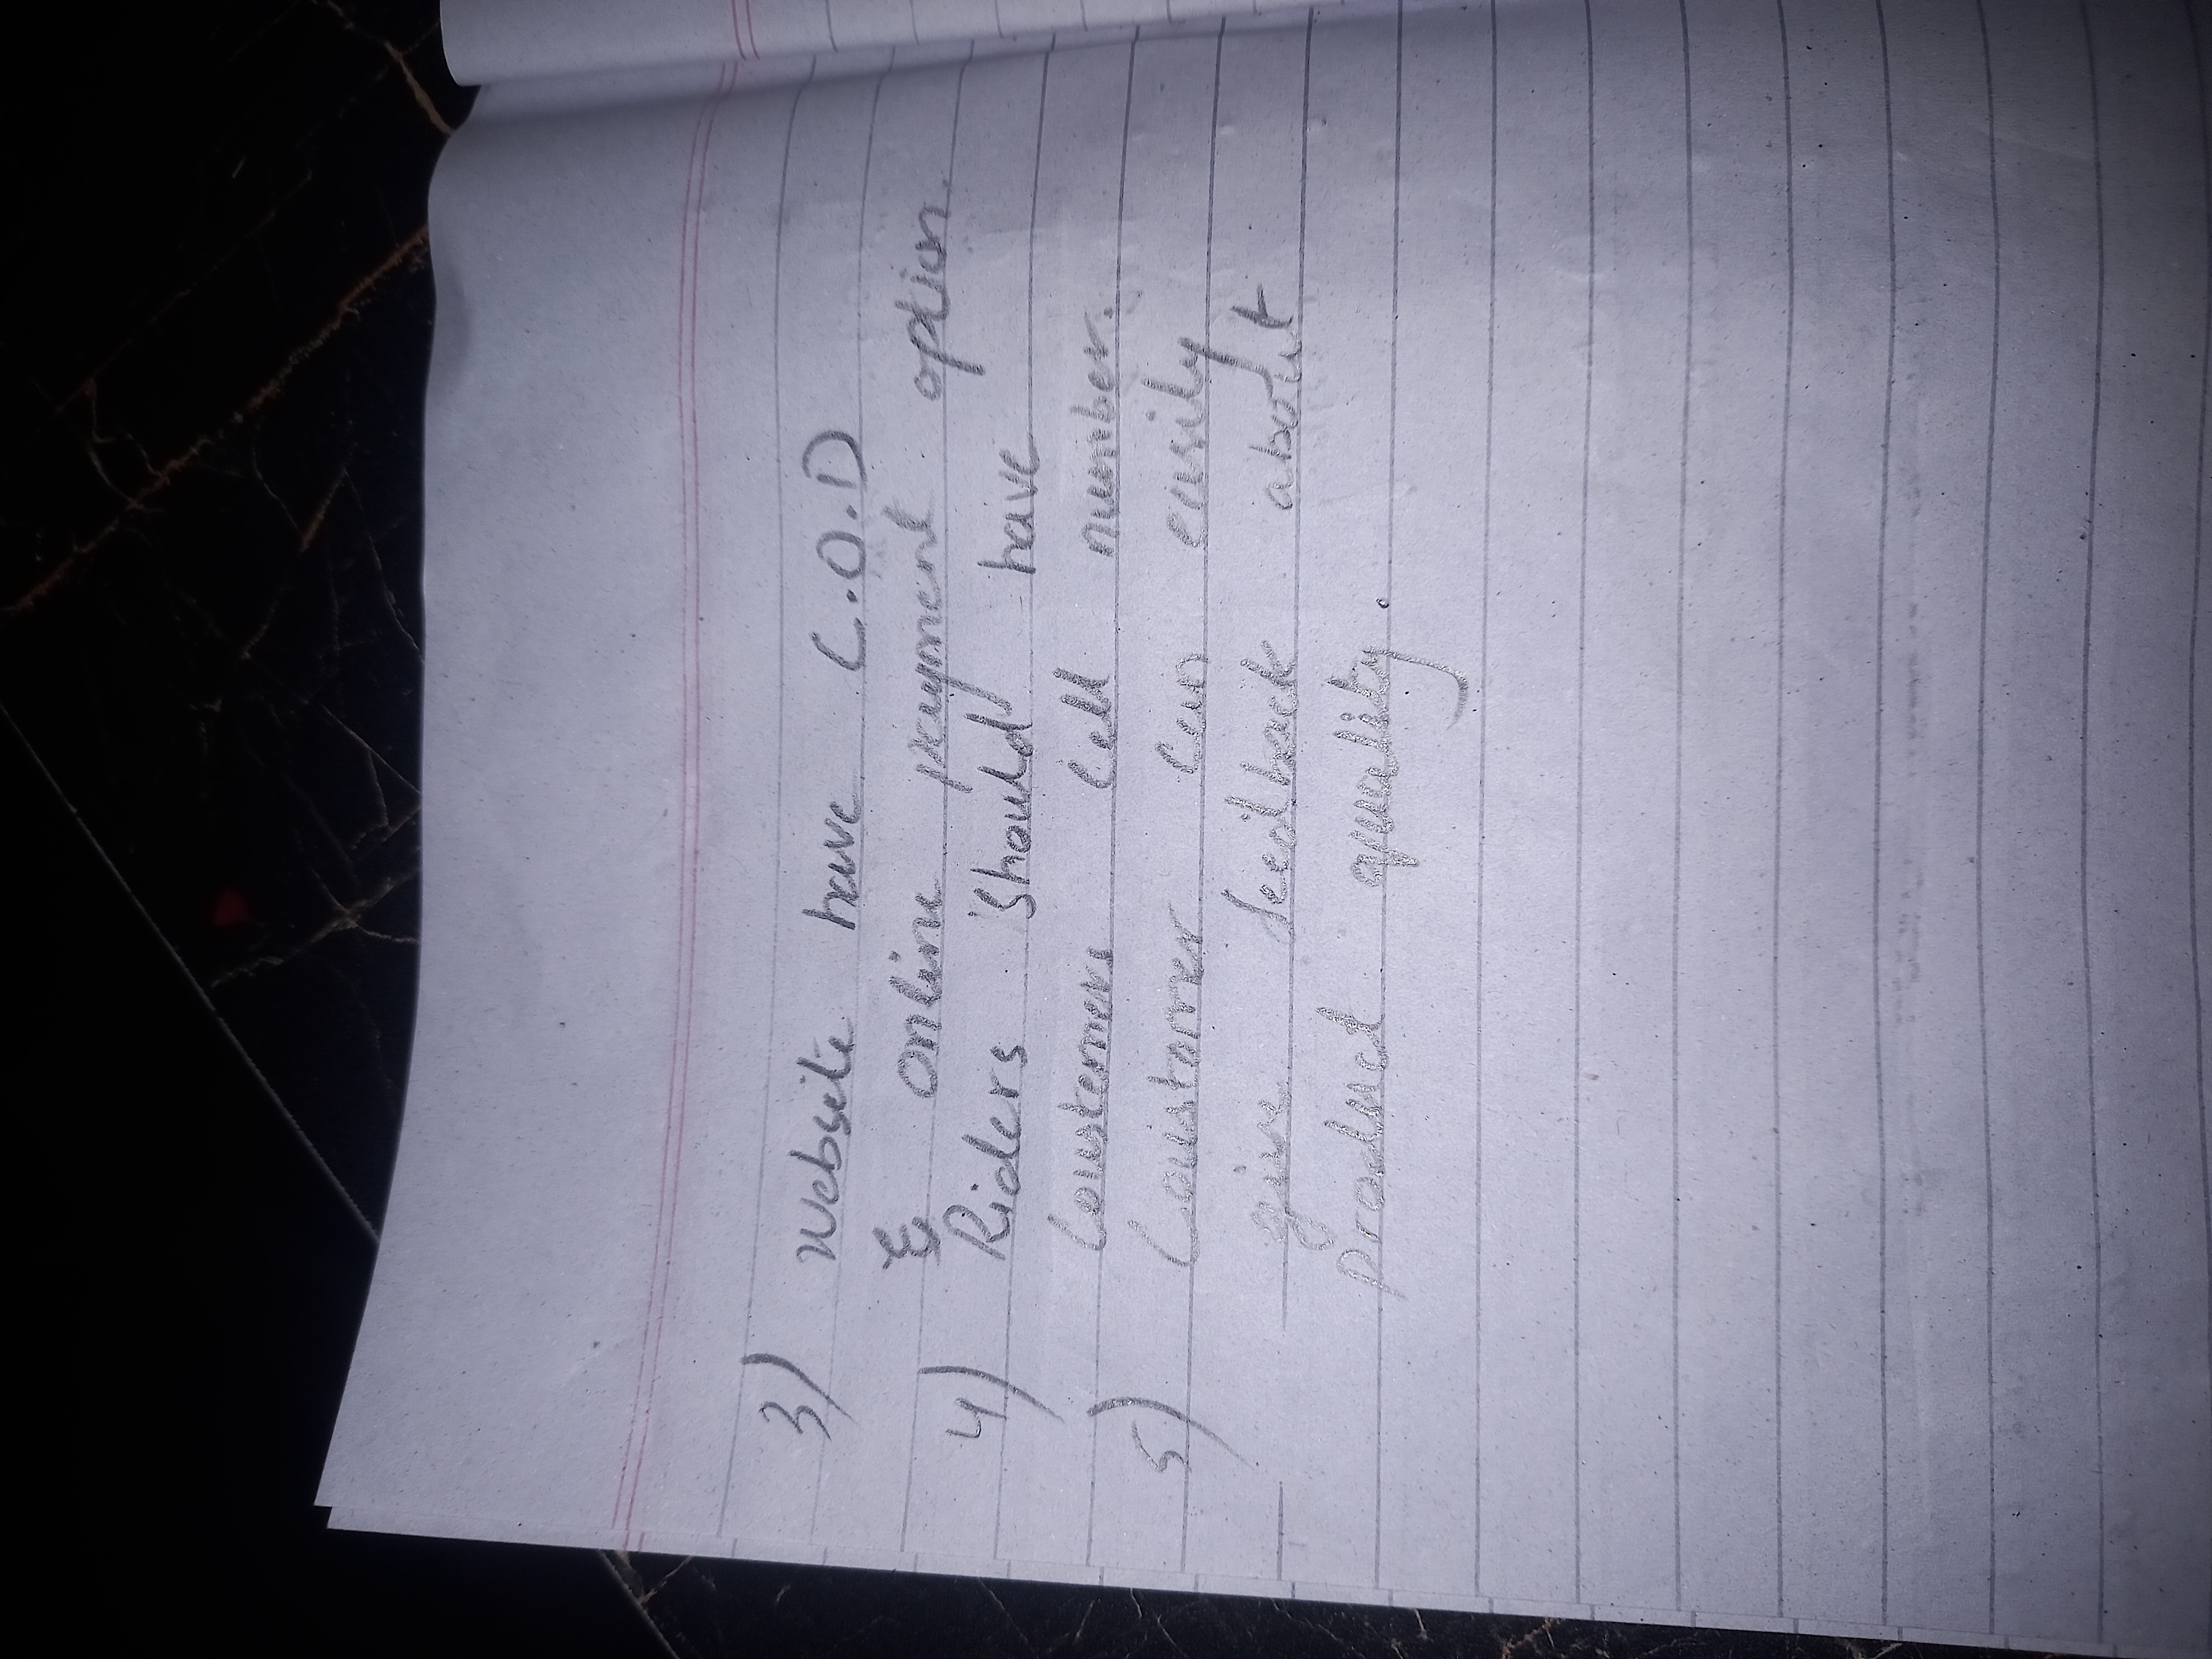 3) Website have C.O.D
& online payment option.
4) Riders should have
Coustemers Cell number.
5) Coustomer can easily
give feedback about
product quality.